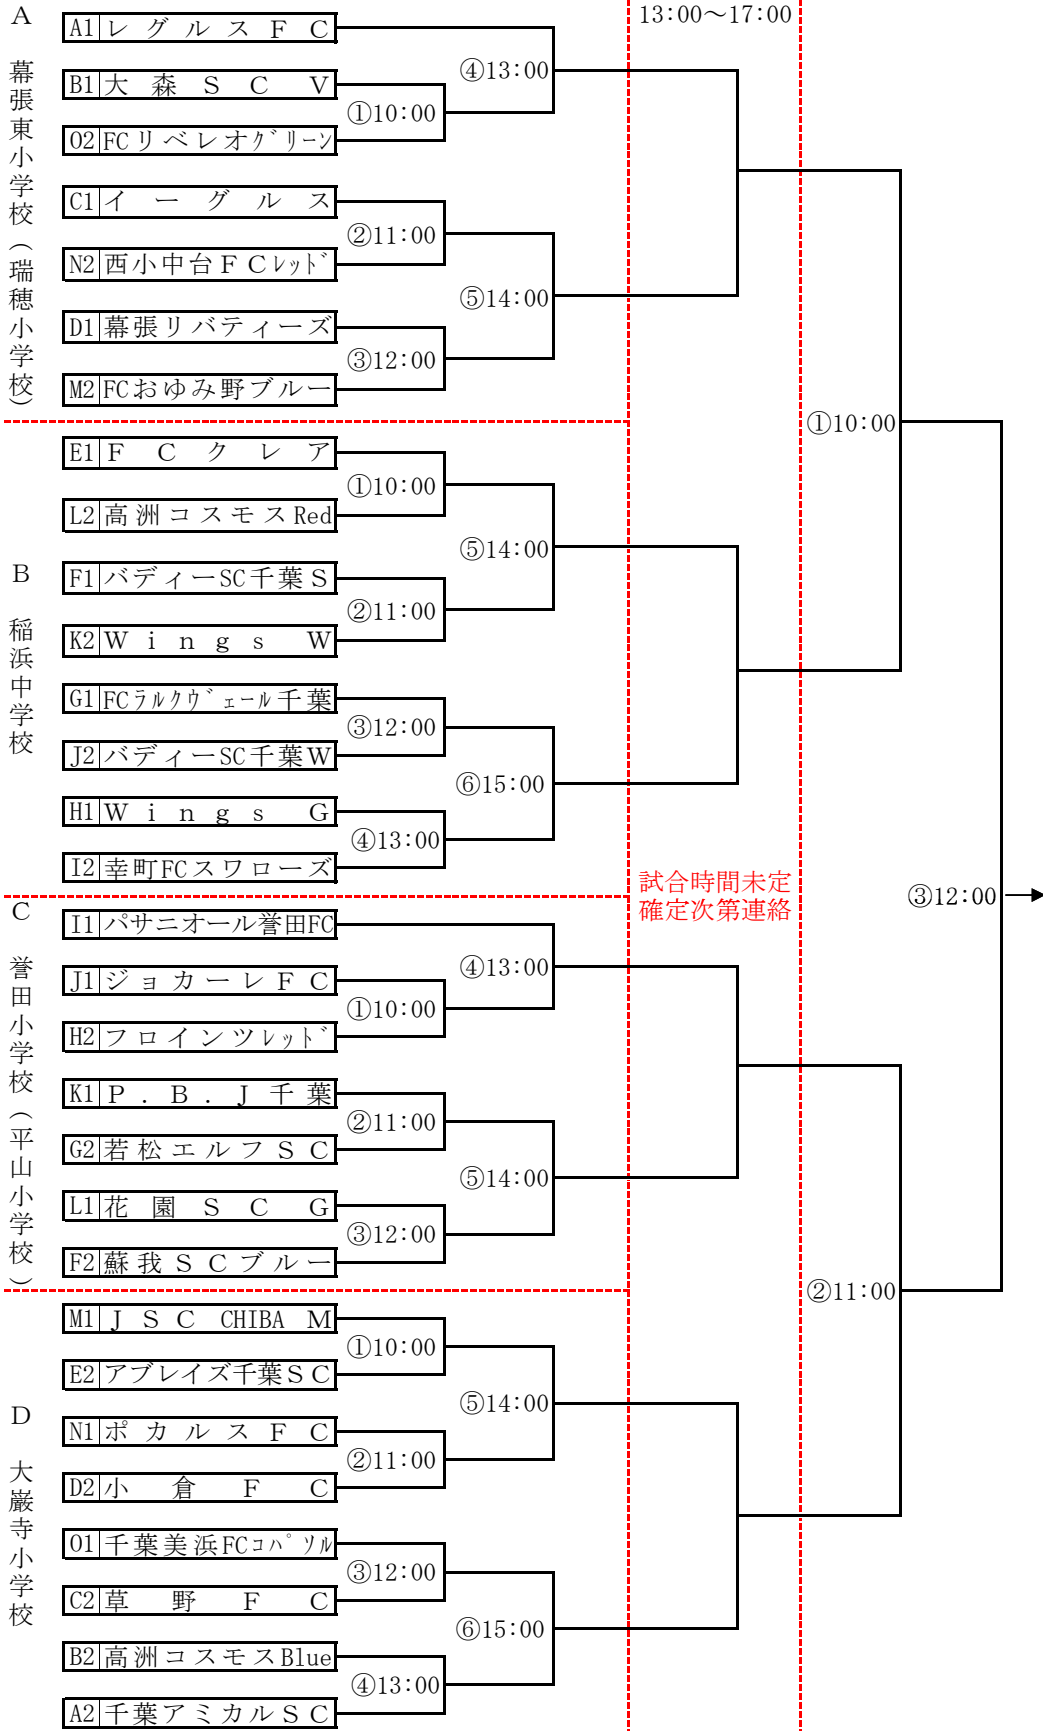 A 幕張東小学校(瑞穂小学校)
13:00～17:00
A1 レグルスFC
④13:00
B1 大森SCV
①10:00
O2 FCリベレオグリーン
C1 イーグルス
②11:00
N2 西小中台FCレッド
⑤14:00
D1 幕張リバティーズ
③12:00
M2 FCおゆみ野ブルー
①10:00
B 稲浜中学校
E1 FCクレア
①10:00
L2 高洲コスモスRed
⑤14:00
F1 バディーSC千葉S
②11:00
K2 Wings W
G1 FCラルクヴェール千葉
③12:00
J2 バディーSC千葉W
⑥15:00
H1 Wings G
④13:00
I2 幸町FCスワローズ
試合時間未定
確定次第連絡
③12:00
C 誉田小学校(平山小学校)
I1 パサニオール誉田FC
④13:00
J1 ジョカーレFC
①10:00
H2 フロインツレッド
K1 P.B.J千葉
②11:00
G2 若松エルフSC
⑤14:00
L1 花園SCG
③12:00
F2 蘇我SCブルー
②11:00
D 大巌寺小学校
M1 JSC CHIBA M
①10:00
E2 アブレイズ千葉SC
⑤14:00
N1 ポカルスFC
②11:00
D2 小倉FC
O1 千葉美浜FCコパソル
③12:00
C2 草野FC
⑥15:00
B2 高洲コスモスBlue
④13:00
A2 千葉アミカルSC